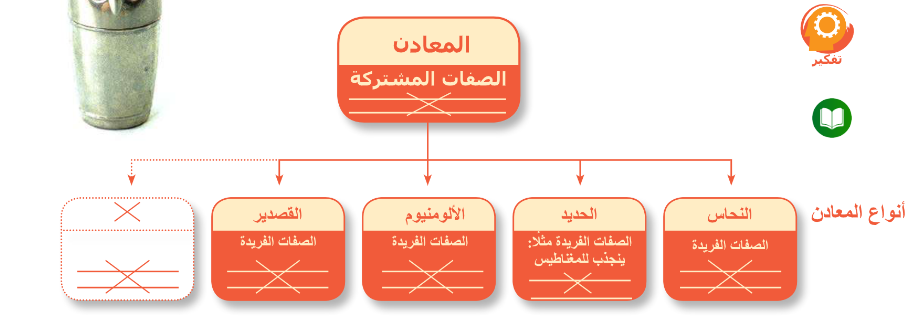 تفكير
المعادن
الصفات المشتركة
أنواع المعادن
النحاس
الصفات الفريدة
الحديد
الصفات الفريدة مثلًا:
ينجذب للمغناطيس
الألومنيوم
الصفات الفريدة
القصدير
الصفات الفريدة